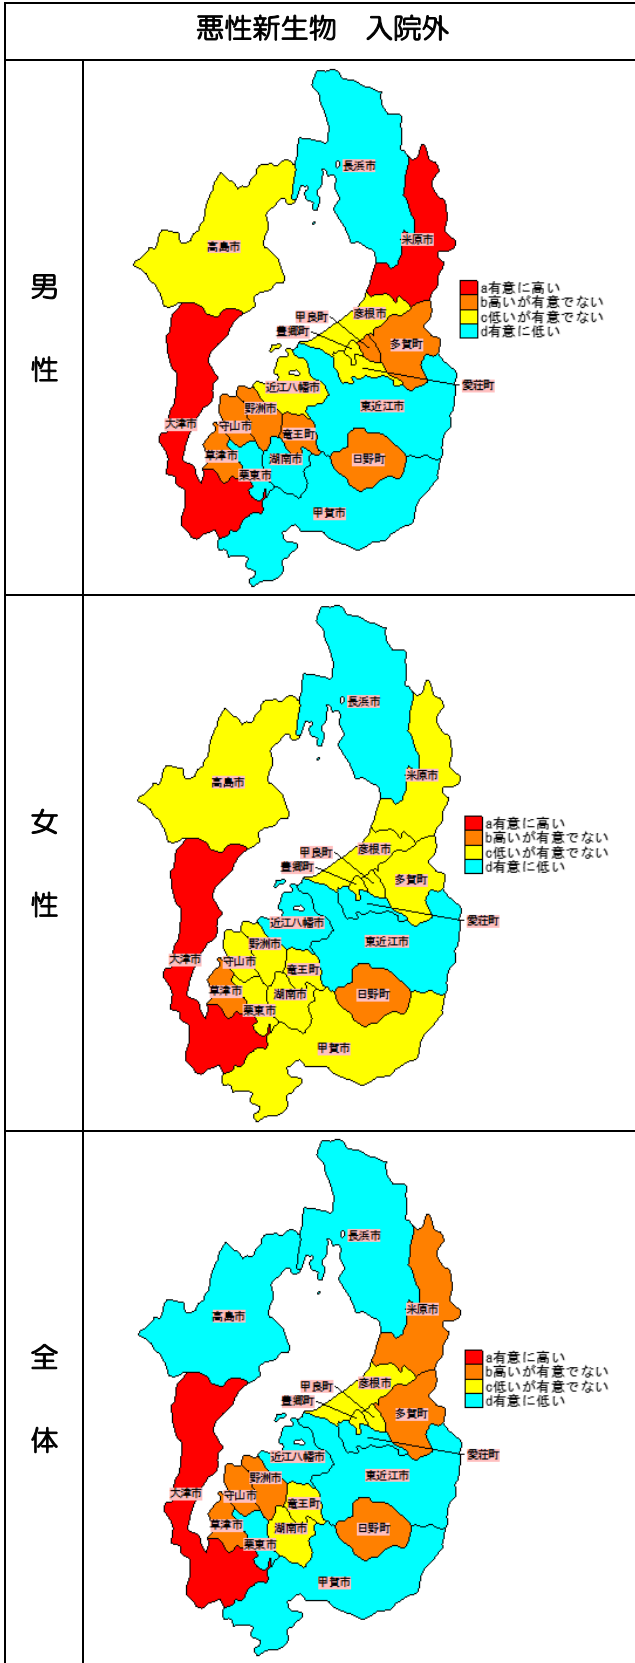 悪性新生物　入院外
男性
長浜市
米原市
高島市
a有意に高い
b高いが有意でない
c低いが有意でない
d有意に低い
甲良町
彦根市
豊郷町
多賀町
愛荘町
近江八幡市
東近江市
野洲市
大津市
守山市
竜王町
草津市
湖南市
日野町
栗東市
甲賀市
女性
長浜市
米原市
高島市
a有意に高い
b高いが有意でない
c低いが有意でない
d有意に低い
甲良町
彦根市
豊郷町
多賀町
愛荘町
近江八幡市
東近江市
野洲市
大津市
守山市
竜王町
草津市
湖南市
日野町
栗東市
甲賀市
全体
長浜市
米原市
高島市
a有意に高い
b高いが有意でない
c低いが有意でない
d有意に低い
甲良町
彦根市
豊郷町
多賀町
愛荘町
近江八幡市
東近江市
野洲市
大津市
守山市
竜王町
草津市
湖南市
日野町
栗東市
甲賀市